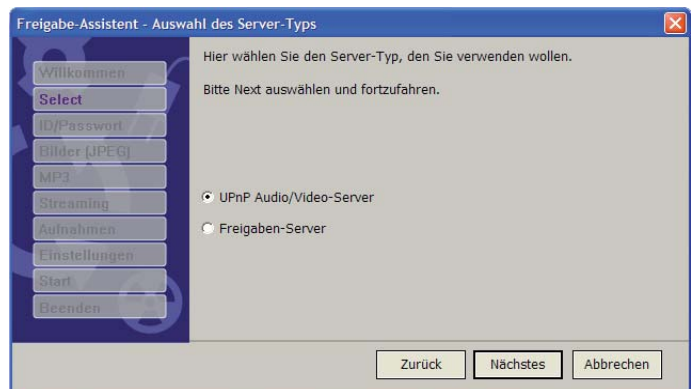 Freigabe-Assistent - Auswahl des Server-Typs
Willkommen
Select
ID/Passwort
Bilder (JPEG)
MP3
Streaming
Aufnahmen
Einstellungen
Start
Beenden
Hier wählen Sie den Server-Typ, den Sie verwenden wollen.
Bitte Next auswählen und fortzufahren.
UPnP Audio/Video-Server
Freigaben-Server
Zurück
Nächstes
Abbrechen